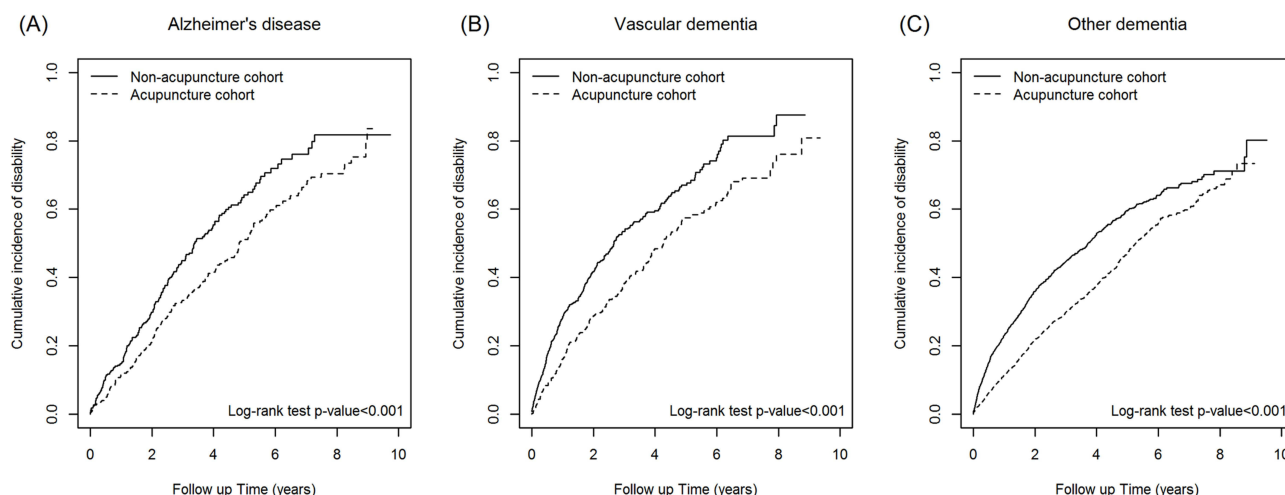 (A)
Alzheimer's disease
Non-acupuncture cohort
Acupuncture cohort
Cumulative incidence of disability
1.0
0.8
0.6
0.4
0.2
0.0
Log-rank test p-value<0.001
0 2 4 6 8 10
Follow up Time (years)
(B)
Vascular dementia
Non-acupuncture cohort
Acupuncture cohort
Cumulative incidence of disability
1.0
0.8
0.6
0.4
0.2
0.0
Log-rank test p-value<0.001
0 2 4 6 8 10
Follow up Time (years)
(C)
Other dementia
Non-acupuncture cohort
Acupuncture cohort
Cumulative incidence of disability
1.0
0.8
0.6
0.4
0.2
0.0
Log-rank test p-value<0.001
0 2 4 6 8 10
Follow up Time (years)